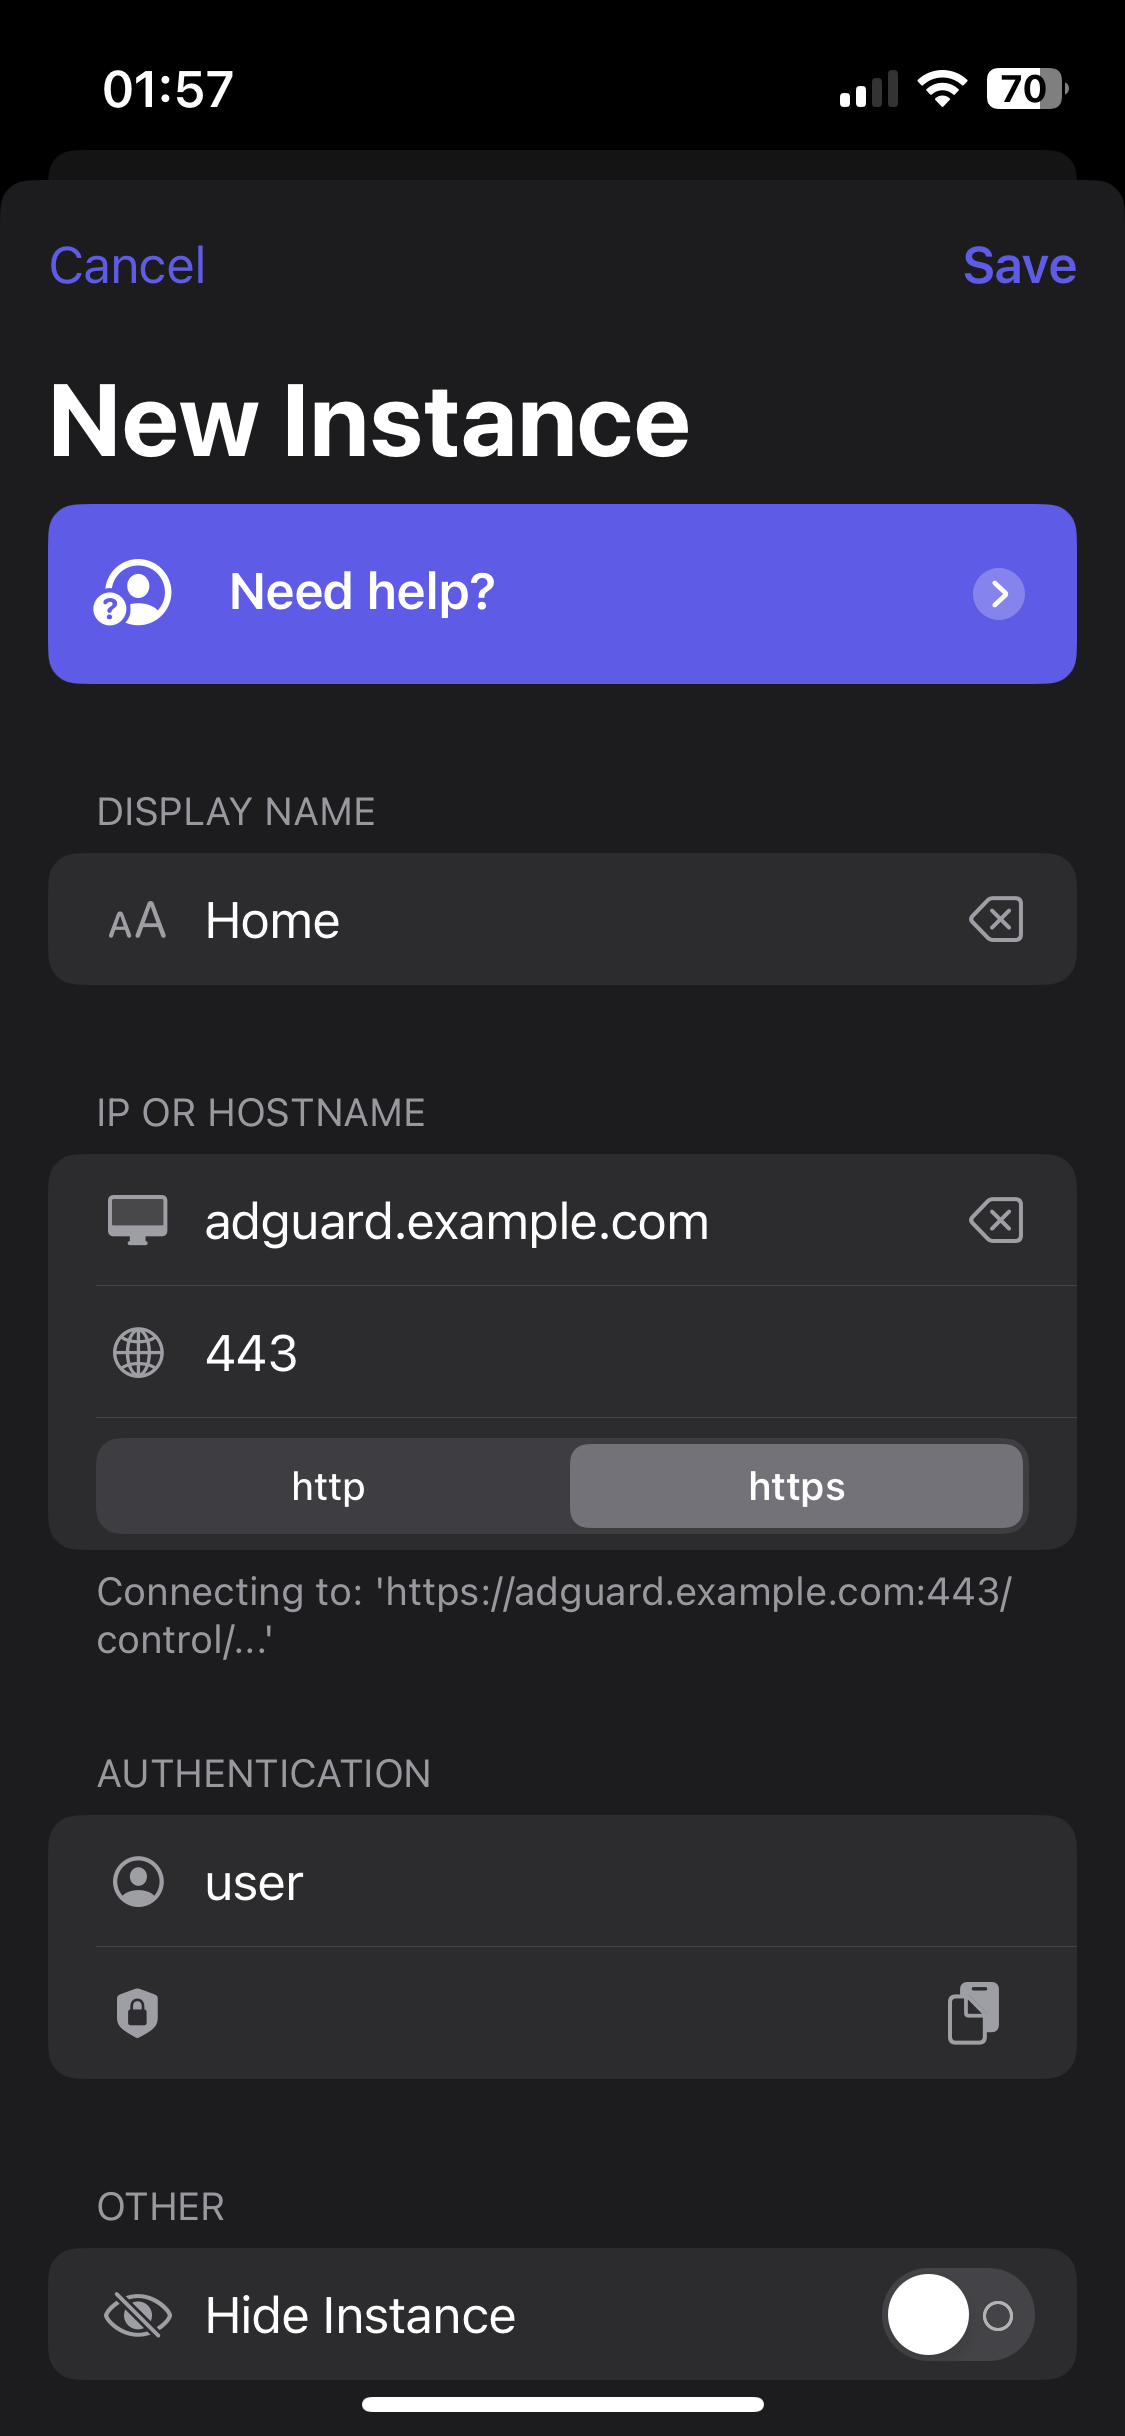 01:57
70
Cancel
Save
New Instance
? Need help?
DISPLAY NAME
AA Home
IP OR HOSTNAME
adguard.example.com
443
http
https
Connecting to: 'https://adguard.example.com:443/
control/...'
AUTHENTICATION
user
OTHER
Hide Instance